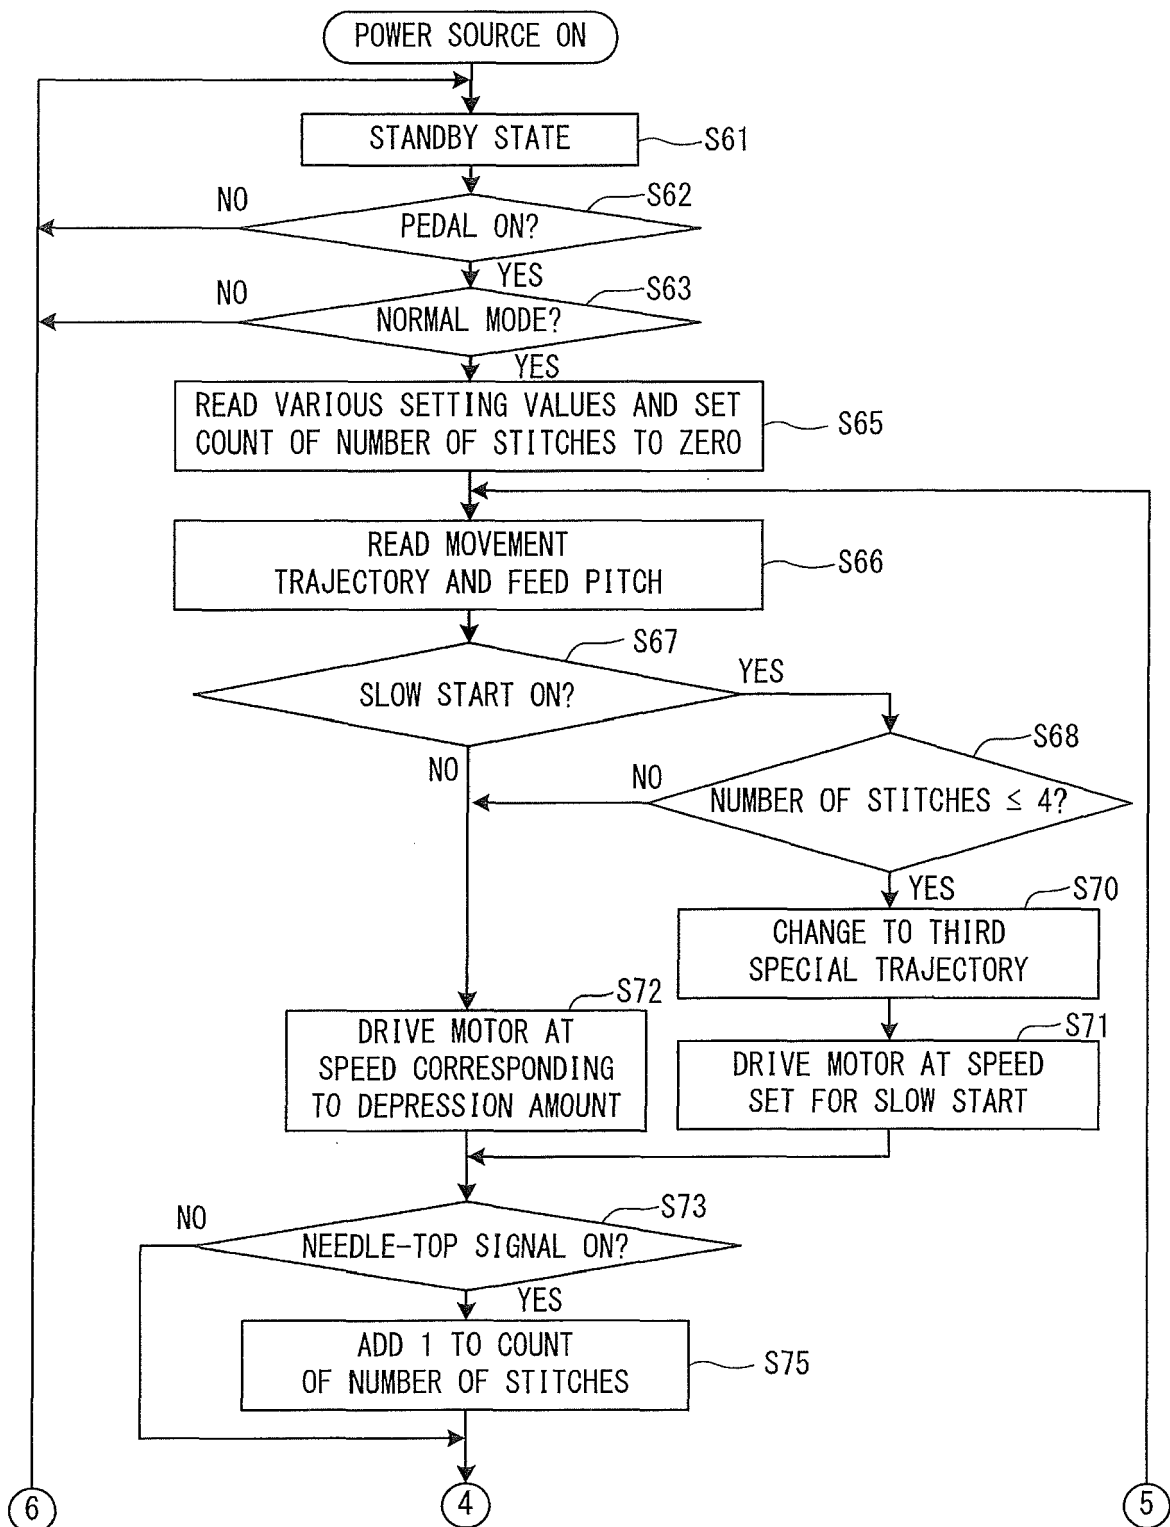 POWER SOURCE ON
STANDBY STATE
S61
NO
S62
PEDAL ON?
YES
NO
S63
NORMAL MODE?
YES
READ VARIOUS SETTING VALUES AND SET
COUNT OF NUMBER OF STITCHES TO ZERO
S65
READ MOVEMENT
TRAJECTORY AND FEED PITCH
S66
S67
SLOW START ON?
YES
S68
NO
NO
NUMBER OF STITCHES ≤ 4?
YES
S70
CHANGE TO THIRD
SPECIAL TRAJECTORY
S72
DRIVE MOTOR AT
SPEED CORRESPONDING
TO DEPRESSION AMOUNT
S71
DRIVE MOTOR AT SPEED
SET FOR SLOW START
NO
S73
NEEDLE-TOP SIGNAL ON?
YES
ADD 1 TO COUNT
OF NUMBER OF STITCHES
S75
6
4
5